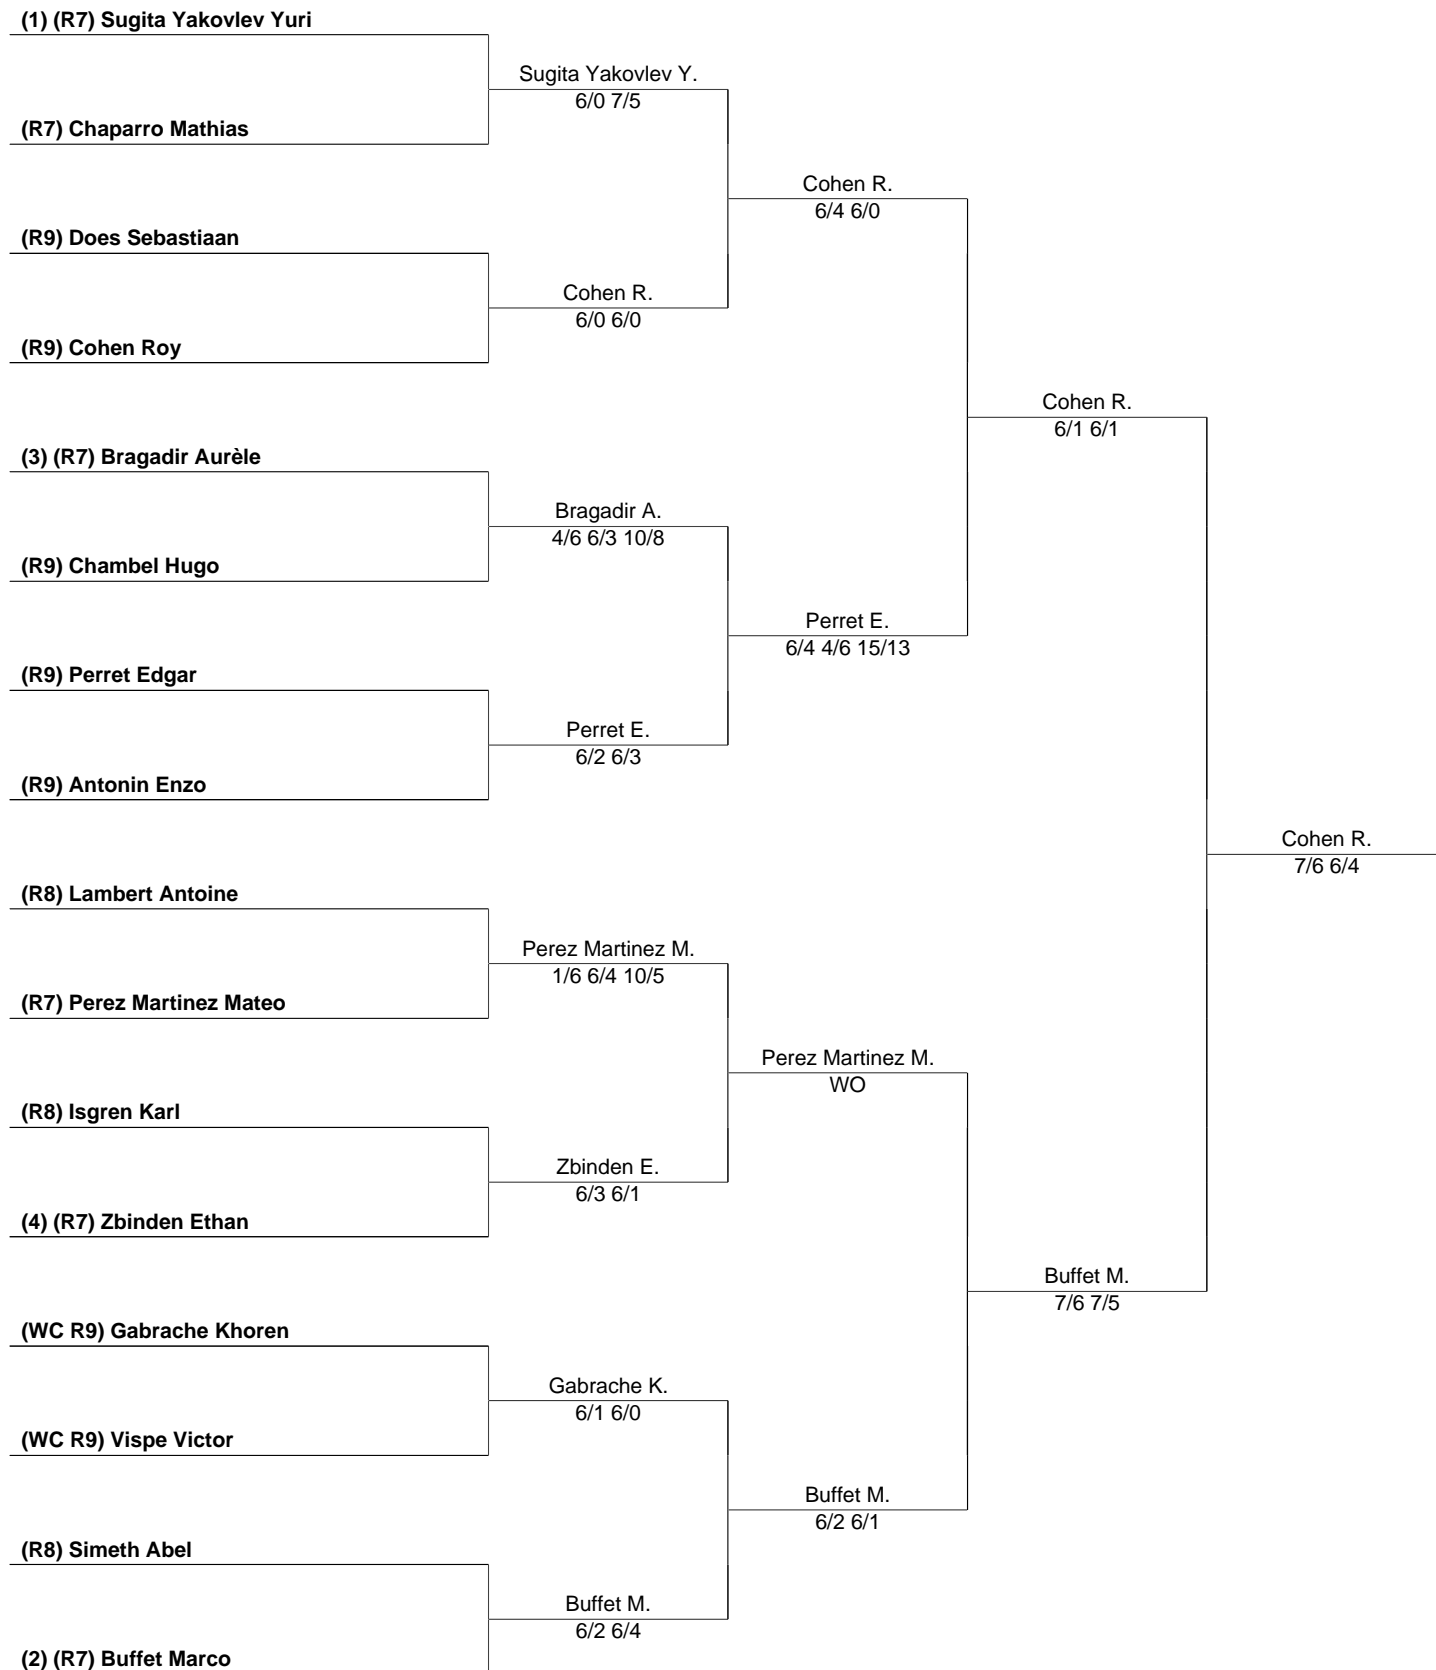 (1) (R7) Sugita Yakovlev Yuri
Sugita Yakovlev Y.
6/0 7/5
(R7) Chaparro Mathias
Cohen R.
6/4 6/0
(R9) Does Sebastiaan
Cohen R.
6/0 6/0
(R9) Cohen Roy
Cohen R.
6/1 6/1
(3) (R7) Bragadir Aurèle
Bragadir A.
4/6 6/3 10/8
(R9) Chambel Hugo
Perret E.
6/4 4/6 15/13
(R9) Perret Edgar
Perret E.
6/2 6/3
(R9) Antonin Enzo
Cohen R.
7/6 6/4
(R8) Lambert Antoine
Perez Martinez M.
1/6 6/4 10/5
(R7) Perez Martinez Mateo
Perez Martinez M.
WO
(R8) Isgren Karl
Zbinden E.
6/3 6/1
(4) (R7) Zbinden Ethan
Buffet M.
7/6 7/5
(WC R9) Gabrache Khoren
Gabrache K.
6/1 6/0
(WC R9) Vispe Victor
Buffet M.
6/2 6/1
(R8) Simeth Abel
Buffet M.
6/2 6/4
(2) (R7) Buffet Marco